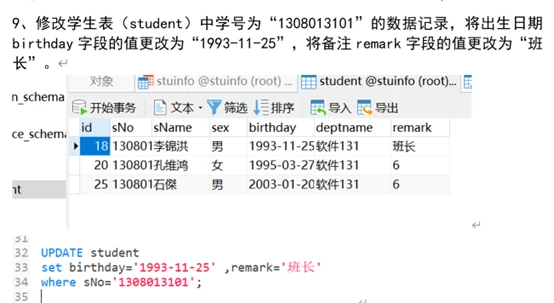 9、修改学生表（student）中学号为“1308013101”的数据记录，将出生日期
birthday 字段的值更改为“1993-11-25”，将备注 remark 字段的值更改为“班
长”。
对象 stuinfo @stuinfo (root) ... student @stuinfo (root)...
n_schema 开始事务 文本 筛选 排序 导入 导出
id sNo sName sex birthday deptname remark
ce_schema 18 130801 李锦洪 男 1993-11-25 软件131 班长
20 130801 孔维鸿 女 1995-03-27 软件131 6
nt 25 130801 石傑 男 2003-01-20 软件131 6
31
32 UPDATE student
33 set birthday='1993-11-25' ,remark='班长'
34 where sNo='1308013101';
35